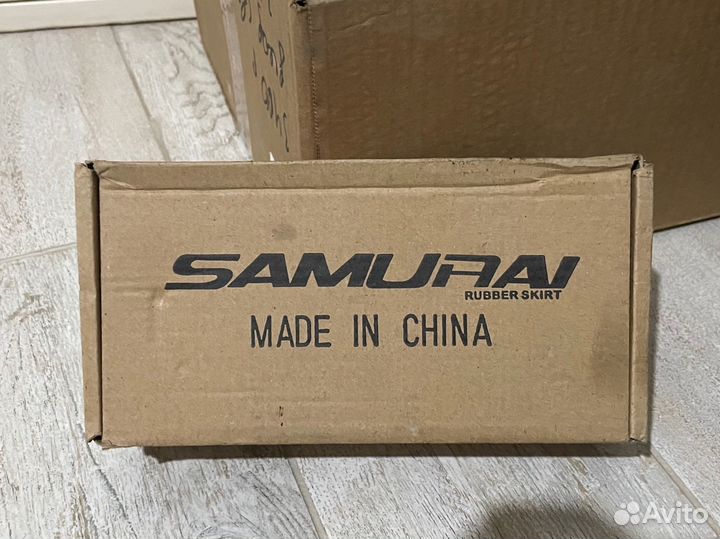 SAMURAI
RUBBER SKIRT
MADE IN CHINA
Avito